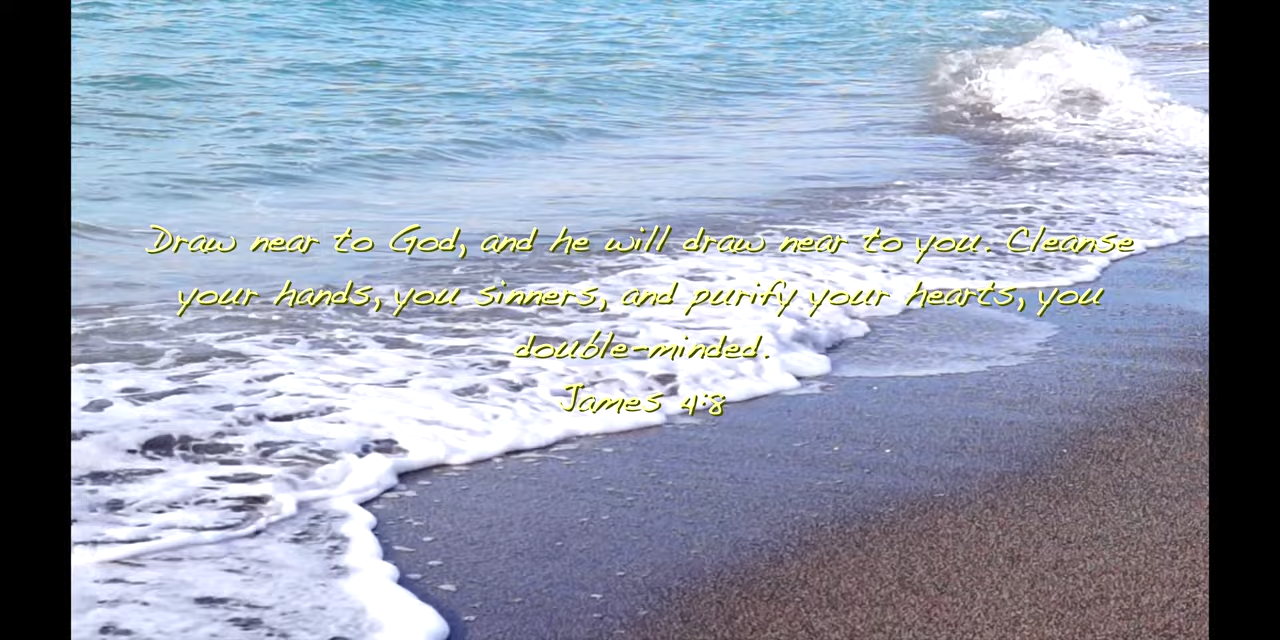 Draw near to God, and he will draw near to you. Cleanse
your hands, you sinners, and purify your hearts, you
double-minded.
James 4:8